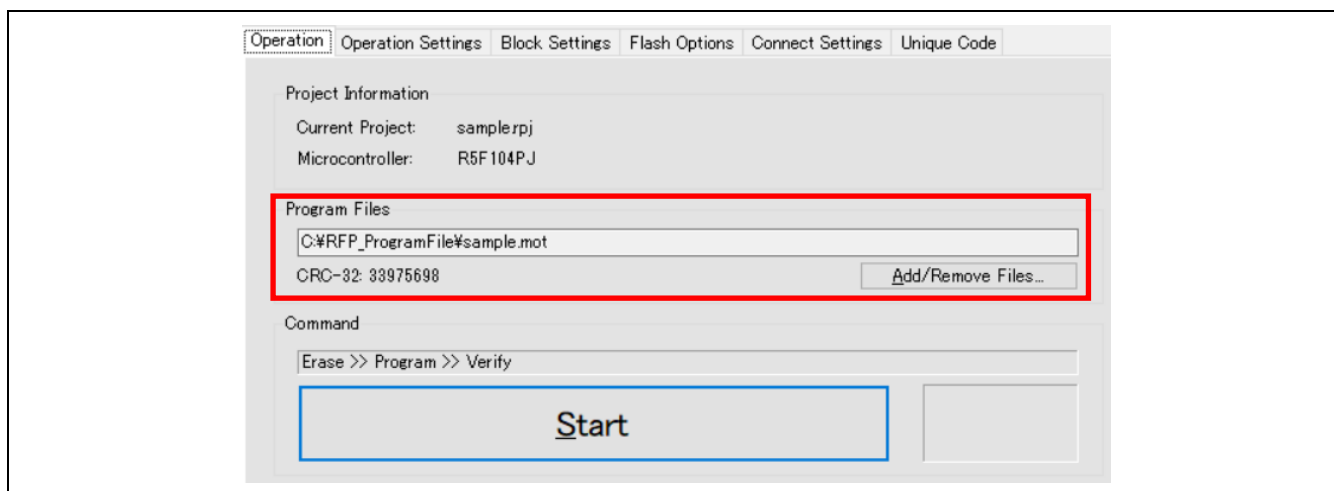 Operation Operation Settings Block Settings Flash Options Connect Settings Unique Code
Project Information
Current Project: sample.rpj
Microcontroller: R5F104PJ
Program Files
C:¥RFP_ProgramFile¥sample.mot
CRC-32: 33975698 Add/Remove Files...
Command
Erase >> Program >> Verify
Start